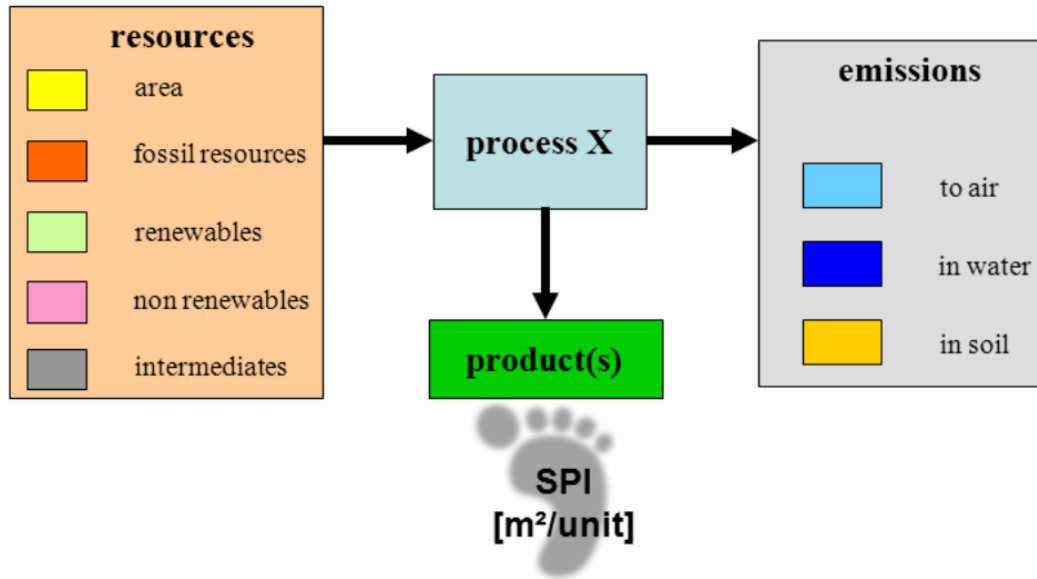 resources
area
fossil resources
renewables
non renewables
intermediates
process X
product(s)
SPI
[m²/unit]
emissions
to air
in water
in soil